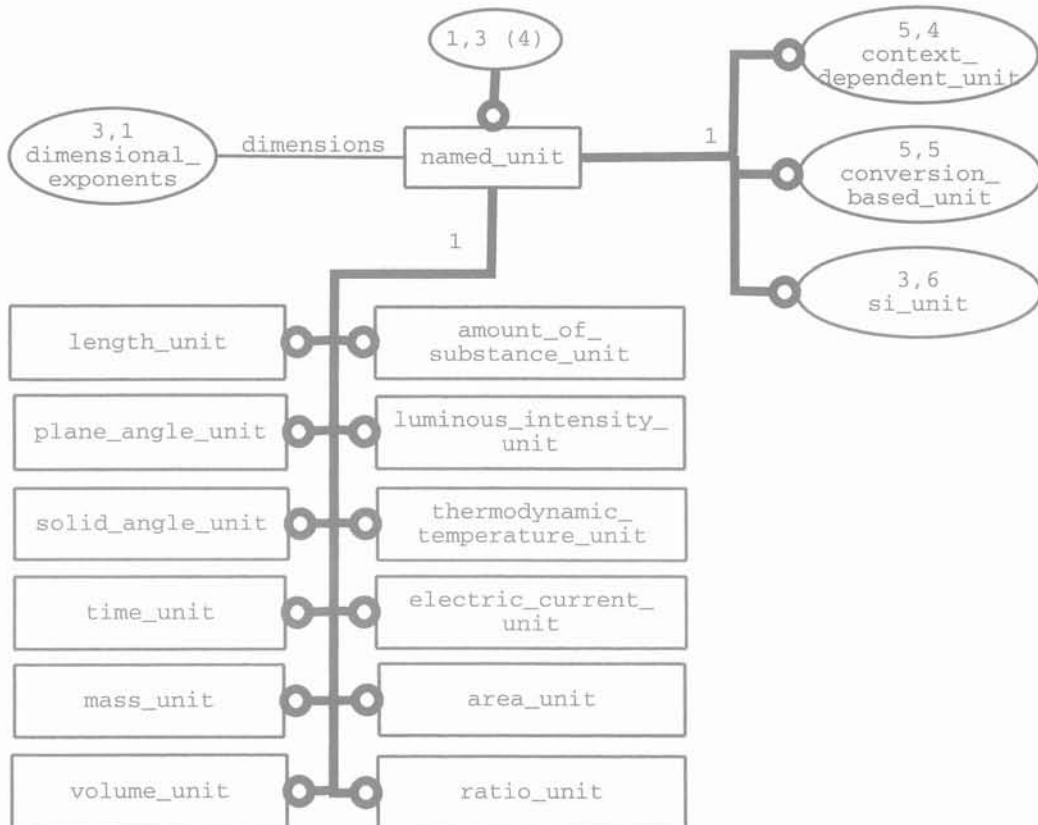 1,3 (4)
5,4
context_
dependent_unit
3,1
dimensional_
exponents
dimensions
named_unit
1
5,5
conversion_
based_unit
1
3,6
si_unit
length_unit
amount_of_
substance_unit
plane_angle_unit
luminous_intensity_
unit
solid_angle_unit
thermodynamic_
temperature_unit
time_unit
electric_current_
unit
mass_unit
area_unit
volume_unit
ratio_unit